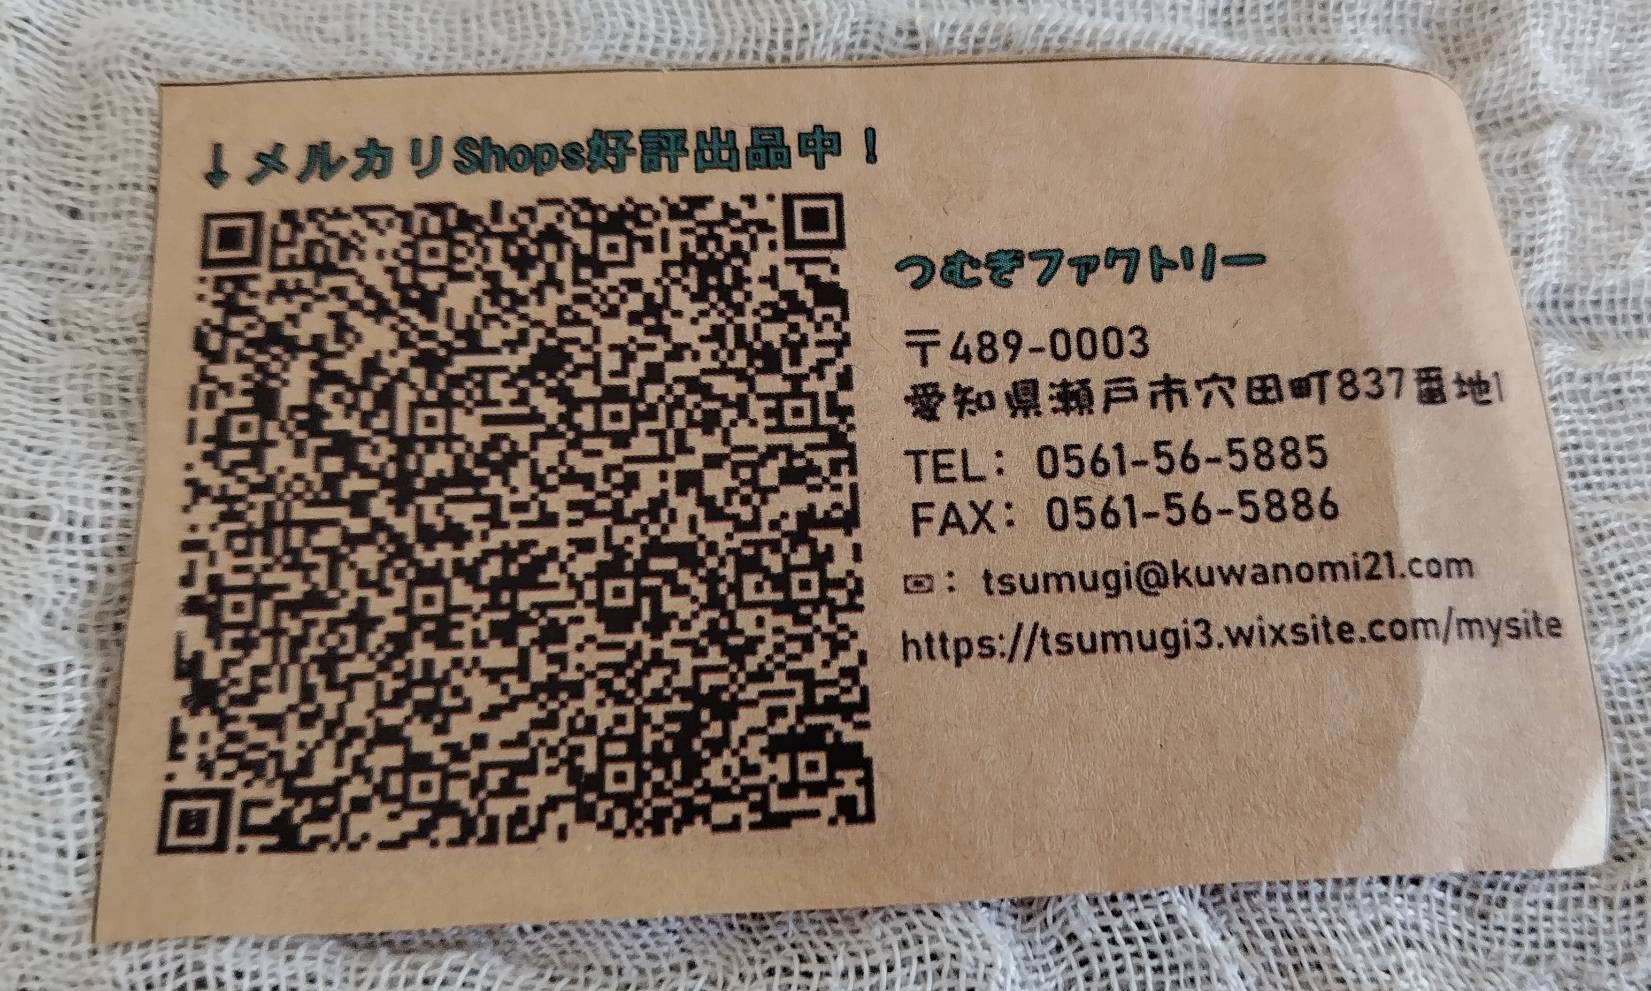 ↓メルカリShops好評出品中!
つむぎファクトリー
〒489-0003
愛知県瀬戸市穴田町837番地1
TEL: 0561-56-5885
FAX: 0561-56-5886
✉: tsumugi@kuwanomi21.com
https://tsumugi3.wixsite.com/mysite